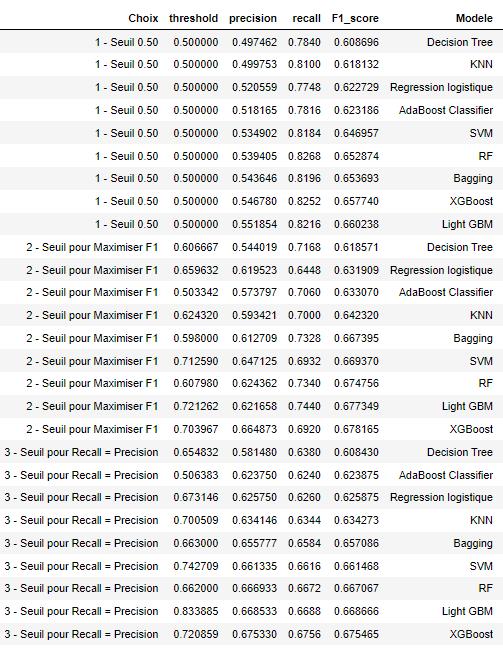 Choix threshold precision recall F1_score Modele
1 - Seuil 0.50 0.500000 0.497462 0.7840 0.608696 Decision Tree
1 - Seuil 0.50 0.500000 0.499753 0.8100 0.618132 KNN
1 - Seuil 0.50 0.500000 0.520559 0.7748 0.622729 Regression logistique
1 - Seuil 0.50 0.500000 0.518165 0.7816 0.623186 AdaBoost Classifier
1 - Seuil 0.50 0.500000 0.534902 0.8184 0.646957 SVM
1 - Seuil 0.50 0.500000 0.539405 0.8268 0.652874 RF
1 - Seuil 0.50 0.500000 0.543646 0.8196 0.653693 Bagging
1 - Seuil 0.50 0.500000 0.546780 0.8252 0.657740 XGBoost
1 - Seuil 0.50 0.500000 0.551854 0.8216 0.660238 Light GBM
2 - Seuil pour Maximiser F1 0.606667 0.544019 0.7168 0.618571 Decision Tree
2 - Seuil pour Maximiser F1 0.659632 0.619523 0.6448 0.631909 Regression logistique
2 - Seuil pour Maximiser F1 0.503342 0.573797 0.7060 0.633070 AdaBoost Classifier
2 - Seuil pour Maximiser F1 0.624320 0.593421 0.7000 0.642320 KNN
2 - Seuil pour Maximiser F1 0.598000 0.612709 0.7328 0.667395 Bagging
2 - Seuil pour Maximiser F1 0.712590 0.647125 0.6932 0.669370 SVM
2 - Seuil pour Maximiser F1 0.607980 0.624362 0.7340 0.674756 RF
2 - Seuil pour Maximiser F1 0.721262 0.621658 0.7440 0.677349 Light GBM
2 - Seuil pour Maximiser F1 0.703967 0.664873 0.6920 0.678165 XGBoost
3 - Seuil pour Recall = Precision 0.654832 0.581480 0.6380 0.608430 Decision Tree
3 - Seuil pour Recall = Precision 0.506383 0.623750 0.6240 0.623875 AdaBoost Classifier
3 - Seuil pour Recall = Precision 0.673146 0.625750 0.6260 0.625875 Regression logistique
3 - Seuil pour Recall = Precision 0.700509 0.634146 0.6344 0.634273 KNN
3 - Seuil pour Recall = Precision 0.663000 0.655777 0.6584 0.657086 Bagging
3 - Seuil pour Recall = Precision 0.742709 0.661335 0.6616 0.661468 SVM
3 - Seuil pour Recall = Precision 0.662000 0.666933 0.6672 0.667067 RF
3 - Seuil pour Recall = Precision 0.833885 0.668533 0.6688 0.668666 Light GBM
3 - Seuil pour Recall = Precision 0.720859 0.675330 0.6756 0.675465 XGBoost